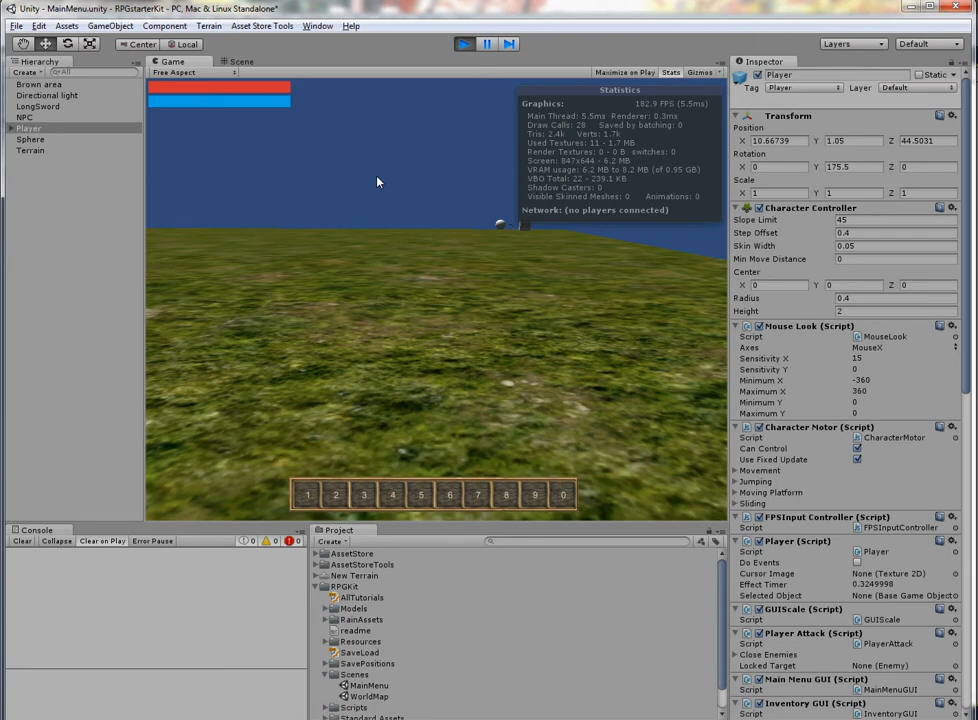 Unity - MainMenu.unity - RPGstarterKit - PC, Mac & Linux Standalone*
File Edit Assets GameObject Component Terrain Asset Store Tools Window Help
Center Local Layers Default
Hierarchy
Create All
Brown area
Directional light
LongSword
NPC
Player
Sphere
Terrain
Game Scene
Free Aspect Maximize on Play Stats Gizmos
Statistics
Graphics: 182.9 FPS (5.5ms)
Main Thread: 5.5ms Renderer: 0.3ms
Draw Calls: 28 Saved by batching: 0
Tris: 2.4k Verts: 1.7k
Used Textures: 11 - 1.7 MB
Render Textures: 0 - 0 B switches: 0
Screen: 847x644 - 6.2 MB
VRAM usage: 6.2 MB to 8.2 MB (of 0.95 GB)
VBO Total: 22 - 239.1 KB
Shadow Casters: 0
Visible Skinned Meshes: 0 Animations: 0
Network: (no players connected)
1 2 3 4 5 6 7 8 9 0
Console
Clear Collapse Clear on Play Error Pause 0 0 0
Project
Create
AssetStore
AssetStoreTools
New Terrain
RPGKit
AllTutorials
Models
RainAssets
readme
Resources
SaveLoad
SavePositions
Scenes
MainMenu
WorldMap
Scripts
Standard Assets
Inspector
Player Static
Tag Player Layer Default
Transform
Position
X 10.66739 Y 1.05 Z 44.5031
Rotation
X 0 Y 175.5 Z 0
Scale
X 1 Y 1 Z 1
Character Controller
Slope Limit 45
Step Offset 0.4
Skin Width 0.05
Min Move Distance 0
Center
X 0 Y 0 Z 0
Radius 0.4
Height 2
Mouse Look (Script)
Script MouseLook
Axes MouseX
Sensitivity X 15
Sensitivity Y 0
Minimum X -360
Maximum X 360
Minimum Y 0
Maximum Y 0
Character Motor (Script)
Script CharacterMotor
Can Control
Use Fixed Update
Movement
Jumping
Moving Platform
Sliding
FPSInput Controller (Script)
Script FPSInputController
Player (Script)
Script Player
Do Events
Cursor Image None (Texture 2D)
Effect Timer 0.3249998
Selected Object None (Base Game Objec
GUIScale (Script)
Script GUIScale
Player Attack (Script)
Script PlayerAttack
Close Enemies
Locked Target None (Enemy)
Main Menu GUI (Script)
Script MainMenuGUI
Inventory GUI (Script)
Script InventoryGUI